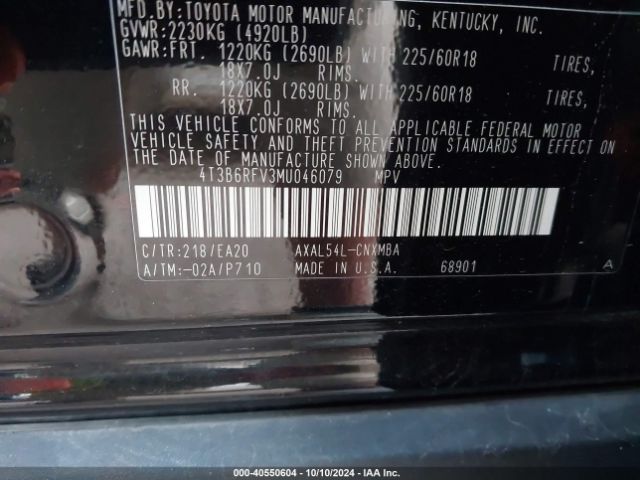 MFD.BY:TOYOTA MOTOR MANUFACTURING, KENTUCKY, INC.
GVWR:2230KG (4920LB)
GAWR:FRT. 1220KG (2690LB) WITH 225/60R18 TIRES,
18X7.0J RIMS.
RR. 1220KG (2690LB) WITH 225/60R18 TIRES,
18X7.0J RIMS.
THIS VEHICLE CONFORMS TO ALL APPLICABLE FEDERAL MOTOR
VEHICLE SAFETY AND THEFT PREVENTION STANDARDS IN EFFECT ON
THE DATE OF MANUFACTURE SHOWN ABOVE.
4T3B6RFV3MU046079 MPV
C/TR:218/EA20 AXAL54L-CNXMBA
A/TM:-02A/P710 MADE IN U.S.A. 68901 A
000-40550604 - 10/10/2024 - IAA Inc.